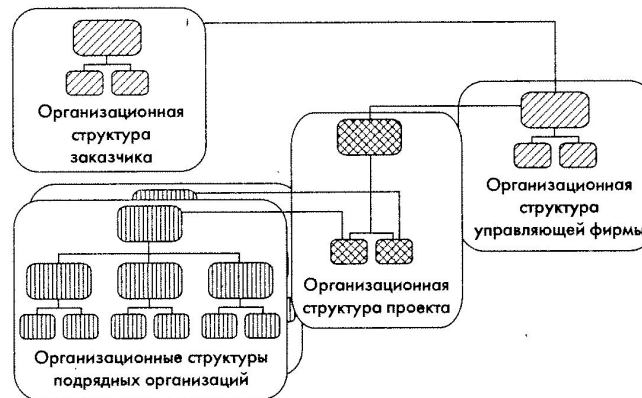 Организационная
структура
заказчика
Организационная
структура
управляющей фирмы
Организационная
структура проекта
Организационные структуры
подрядных организаций